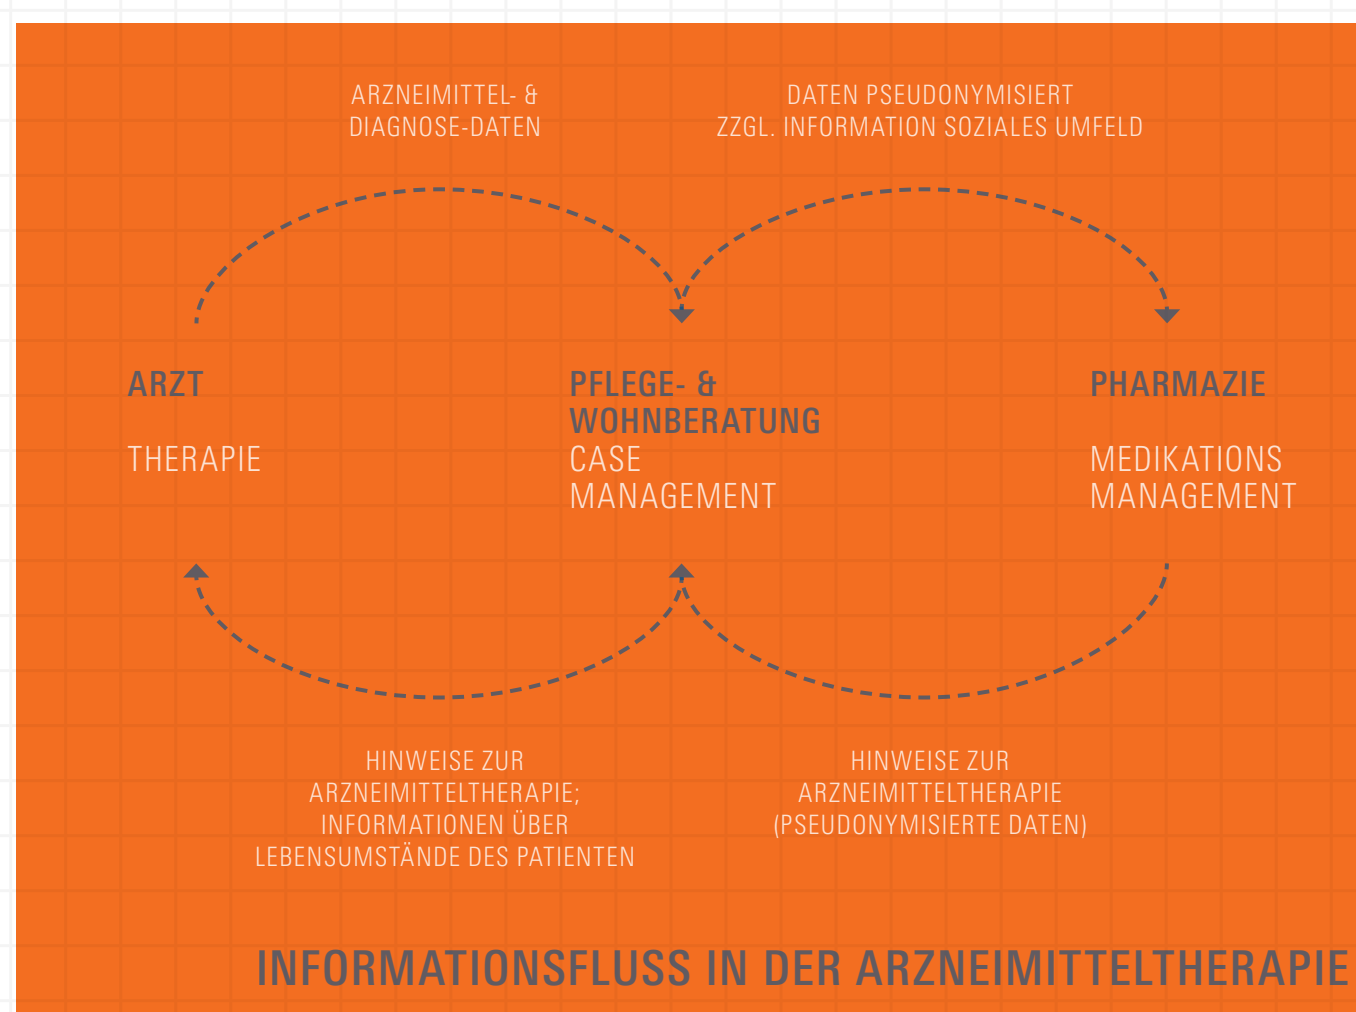 ARZNEIMITTEL- &
DIAGNOSE-DATEN
DATEN PSEUDONYMISIERT
ZZGL. INFORMATION SOZIALES UMFELD
ARZT
THERAPIE
PFLEGE- &
WOHNBERATUNG
CASE
MANAGEMENT
PHARMAZIE
MEDIKATIONS
MANAGEMENT
HINWEISE ZUR
ARZNEIMITTELTHERAPIE;
INFORMATIONEN ÜBER
LEBENSUMSTÄNDE DES PATIENTEN
HINWEISE ZUR
ARZNEIMITTELTHERAPIE
(PSEUDONYMISIERTE DATEN)
INFORMATIONSFLUSS IN DER ARZNEIMITTELTHERAPIE